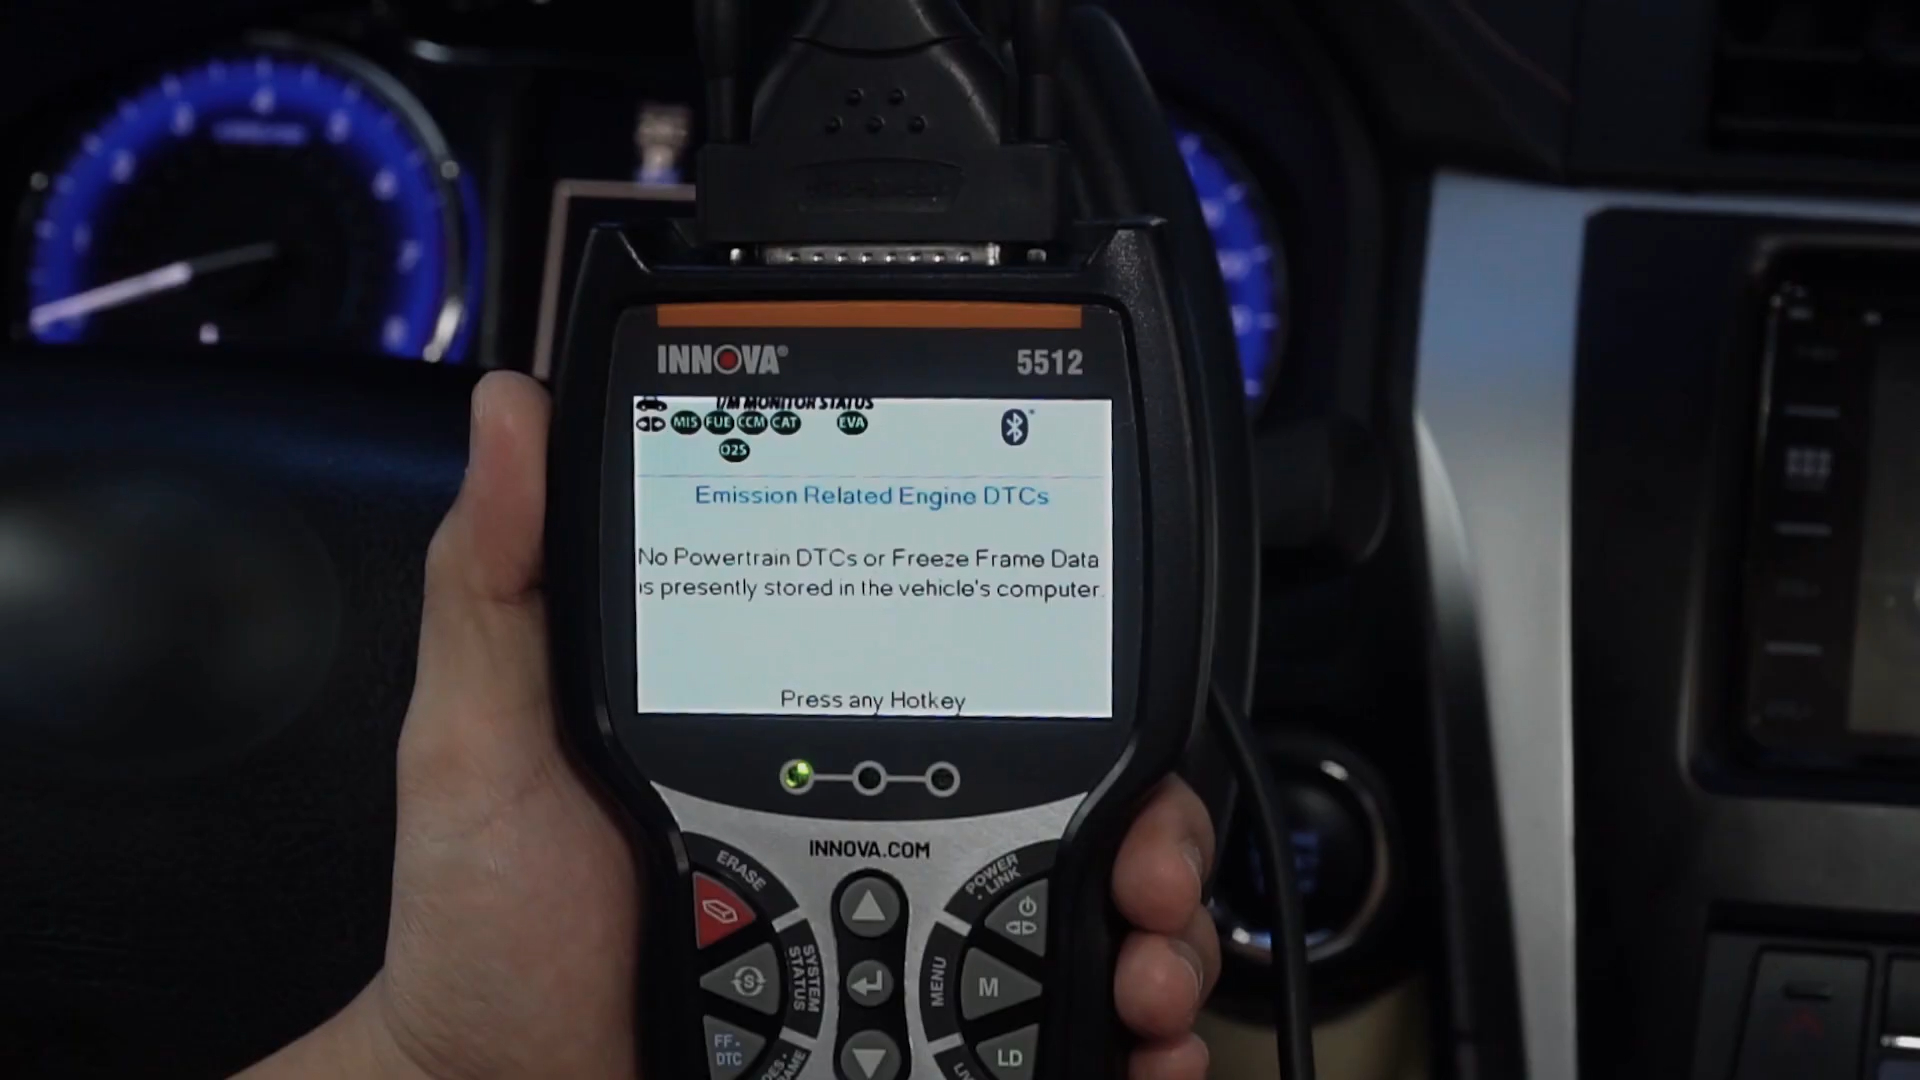 INNOVA®
5512
I/M MONITOR STATUS
MIS FUE CCM CAT EVA
O2S
Emission Related Engine DTCs
No Powertrain DTCs or Freeze Frame Data
is presently stored in the vehicle's computer.
Press any Hotkey
INNOVA.COM
ERASE
POWER
LINK
SYSTEM
STATUS
MENU
M
FF•
DTC
LD
4